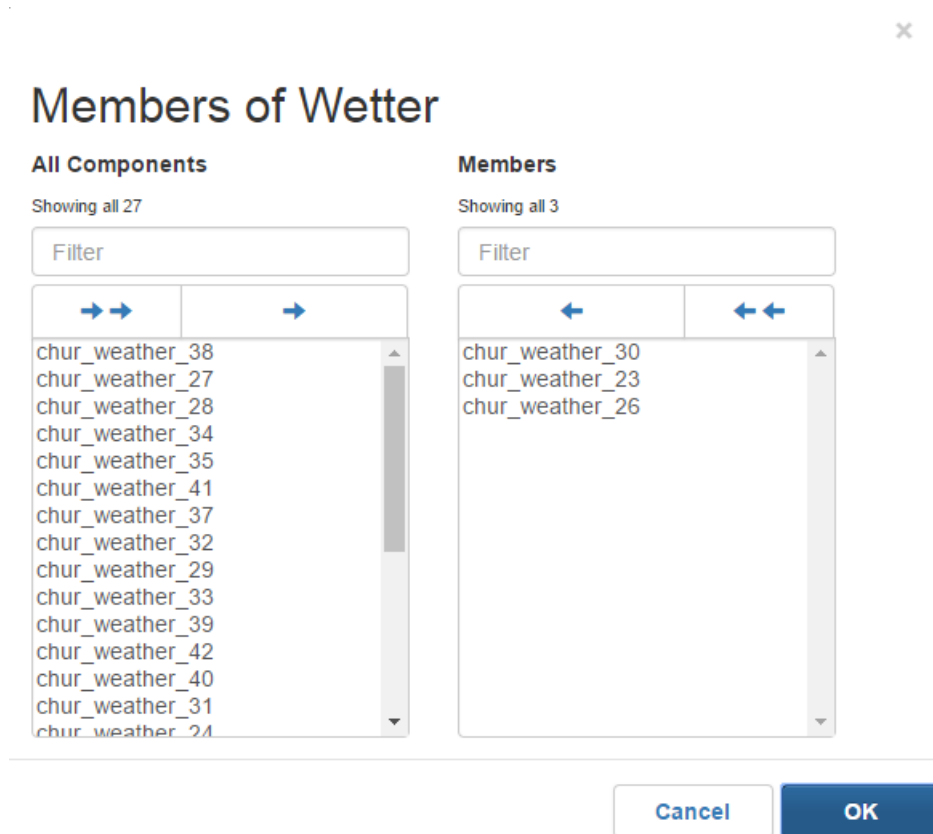 ×
Members of Wetter
All Components
Showing all 27
Filter
chur_weather_38
chur_weather_27
chur_weather_28
chur_weather_34
chur_weather_35
chur_weather_41
chur_weather_37
chur_weather_32
chur_weather_29
chur_weather_33
chur_weather_39
chur_weather_42
chur_weather_40
chur_weather_31
chur_weather_24
Members
Showing all 3
Filter
chur_weather_30
chur_weather_23
chur_weather_26
Cancel
OK